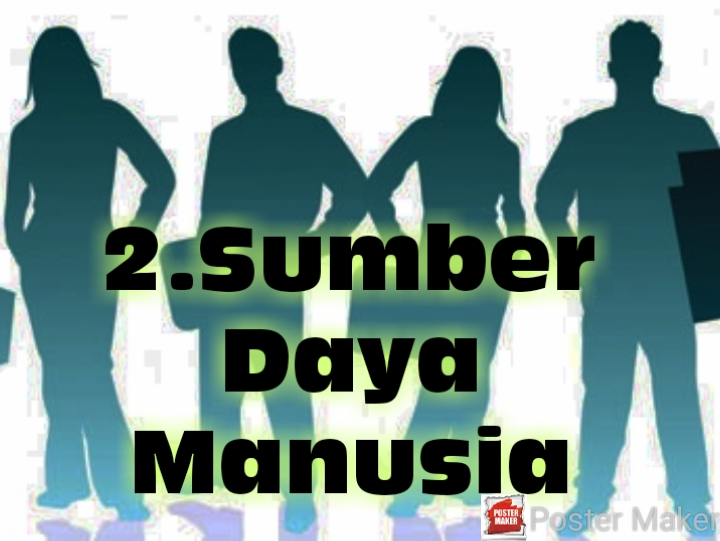 2.Sumber
Daya
Manusia
POSTER
MAKER
Poster Maker